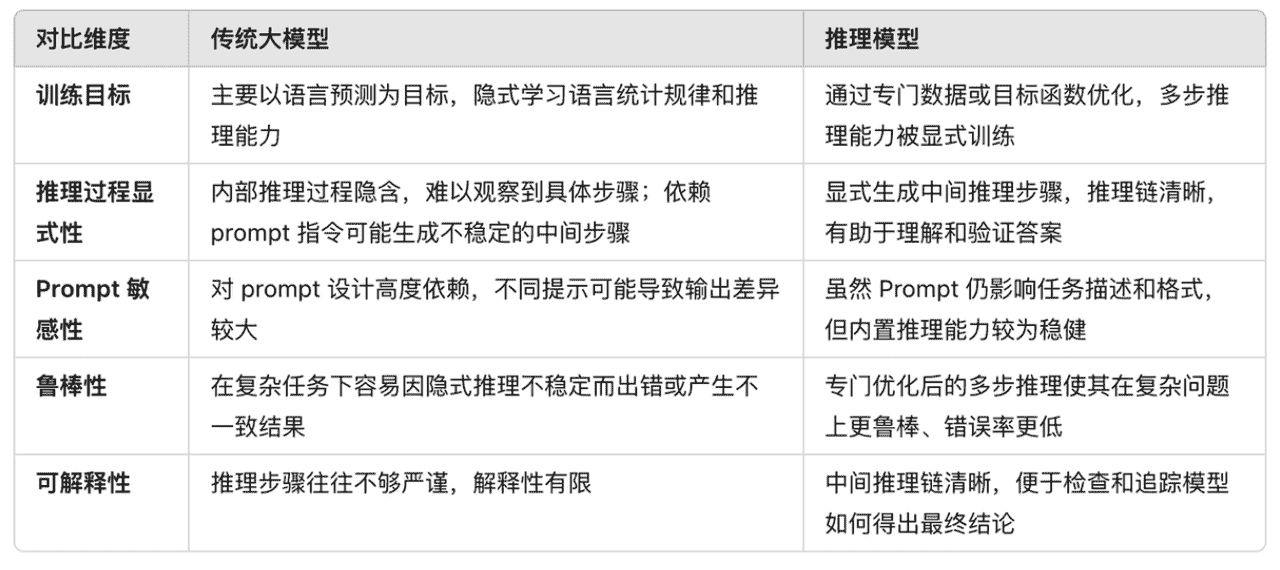 对比维度 传统大模型 推理模型
训练目标 主要以语言预测为目标，隐式学习语言统计规律和推 通过专门数据或目标函数优化，多步推
理能力 理能力被显式训练
推理过程显 内部推理过程隐含，难以观察到具体步骤；依赖 显式生成中间推理步骤，推理链清晰，
式性 prompt 指令可能生成不稳定的中间步骤 有助于理解和验证答案
Prompt 敏 对 prompt 设计高度依赖，不同提示可能导致输出差异 虽然 Prompt 仍影响任务描述和格式，
感性 较大 但内置推理能力较为稳健
鲁棒性 在复杂任务下容易因隐式推理不稳定而出错或产生不 专门优化后的多步推理使其在复杂问题
一致结果 上更鲁棒、错误率更低
可解释性 推理步骤往往不够严谨，解释性有限 中间推理链清晰，便于检查和追踪模型
如何得出最终结论